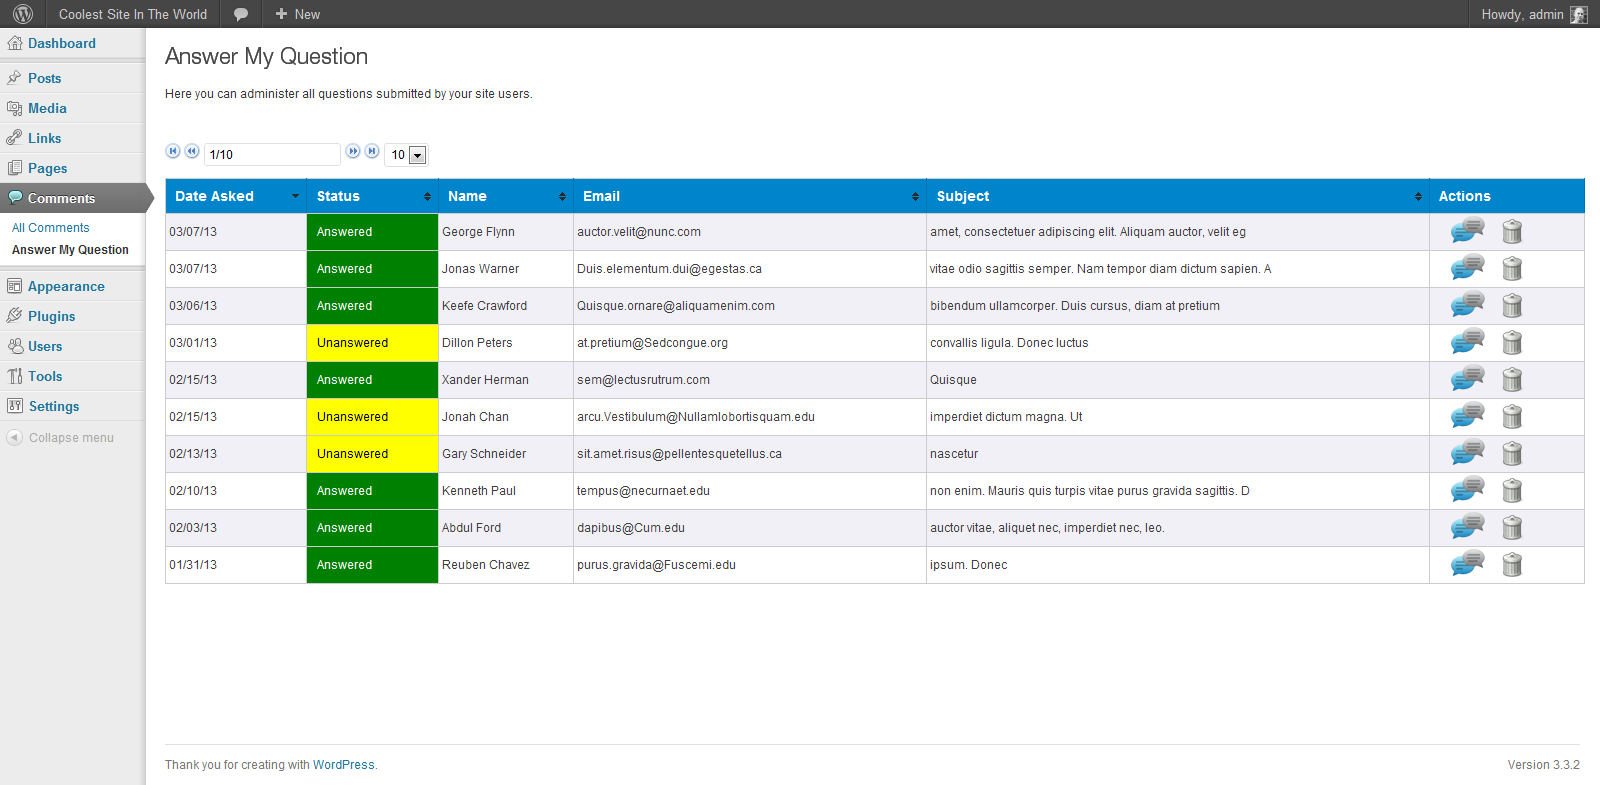 Coolest Site In The World New Howdy, admin
Dashboard
Posts
Media
Links
Pages
Comments
All Comments
Answer My Question
Appearance
Plugins
Users
Tools
Settings
Collapse menu
Answer My Question
Here you can administer all questions submitted by your site users.
1/10 10
Date Asked Status Name Email Subject Actions
03/07/13 Answered George Flynn auctor.velit@nunc.com amet, consectetuer adipiscing elit. Aliquam auctor, velit eg
03/07/13 Answered Jonas Warner Duis.elementum.dui@egestas.ca vitae odio sagittis semper. Nam tempor diam dictum sapien. A
03/06/13 Answered Keefe Crawford Quisque.ornare@aliquamenim.com bibendum ullamcorper. Duis cursus, diam at pretium
03/01/13 Unanswered Dillon Peters at.pretium@Sedcongue.org convallis ligula. Donec luctus
02/15/13 Answered Xander Herman sem@lectusrutrum.com Quisque
02/15/13 Unanswered Jonah Chan arcu.Vestibulum@Nullamlobortisquam.edu imperdiet dictum magna. Ut
02/13/13 Unanswered Gary Schneider sit.amet.risus@pellentesquetellus.ca nascetur
02/10/13 Answered Kenneth Paul tempus@necurnaet.edu non enim. Mauris quis turpis vitae purus gravida sagittis. D
02/03/13 Answered Abdul Ford dapibus@Cum.edu auctor vitae, aliquet nec, imperdiet nec, leo.
01/31/13 Answered Reuben Chavez purus.gravida@Fuscemi.edu ipsum. Donec
Thank you for creating with WordPress. Version 3.3.2